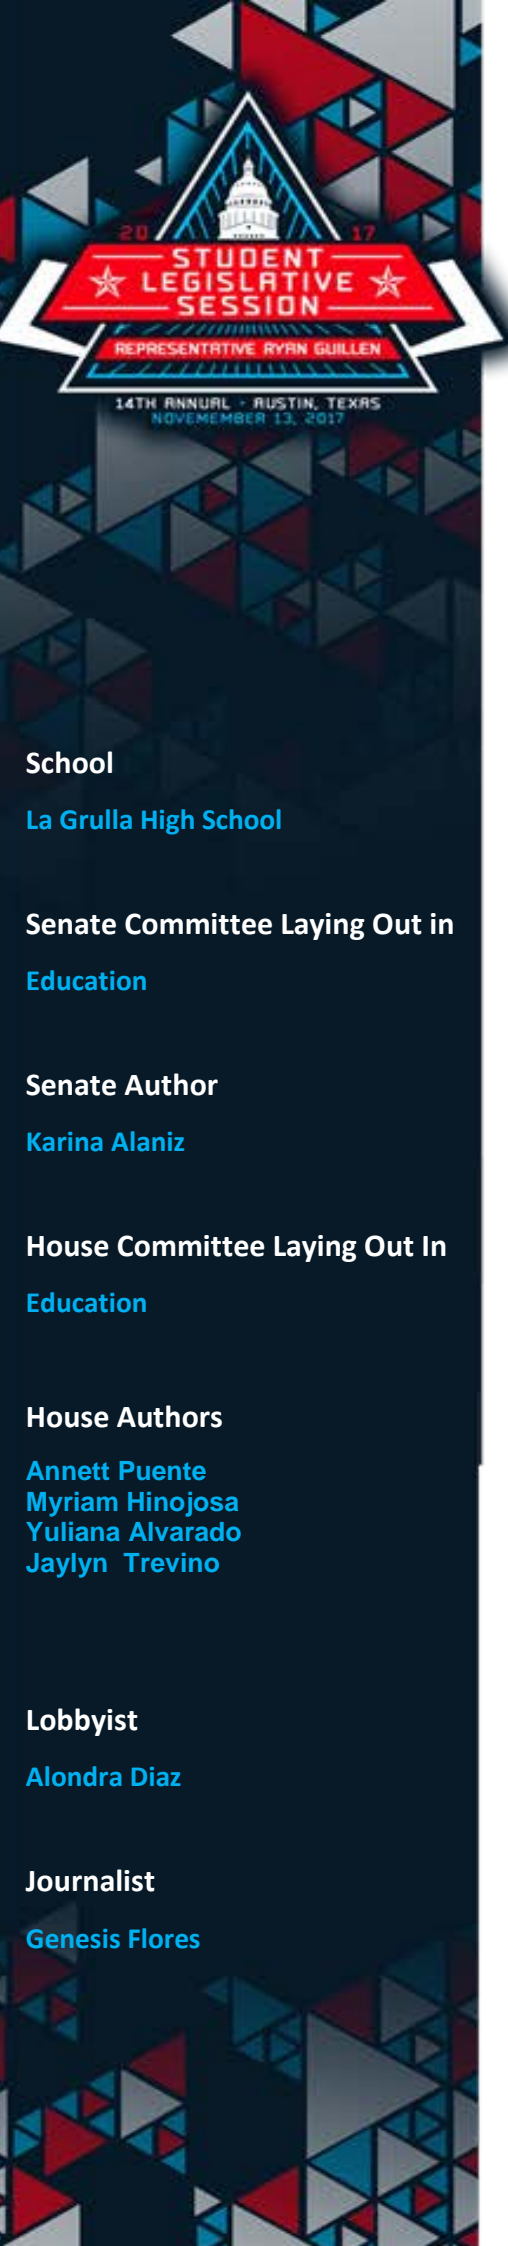 20 17
STUDENT
LEGISLATIVE
SESSION
REPRESENTATIVE RYAN GUILLEN
14TH ANNUAL - AUSTIN, TEXAS
NOVEMEMBER 13, 2017
School
La Grulla High School
Senate Committee Laying Out in
Education
Senate Author
Karina Alaniz
House Committee Laying Out In
Education
House Authors
Annett Puente
Myriam Hinojosa
Yuliana Alvarado
Jaylyn Trevino
Lobbyist
Alondra Diaz
Journalist
Genesis Flores